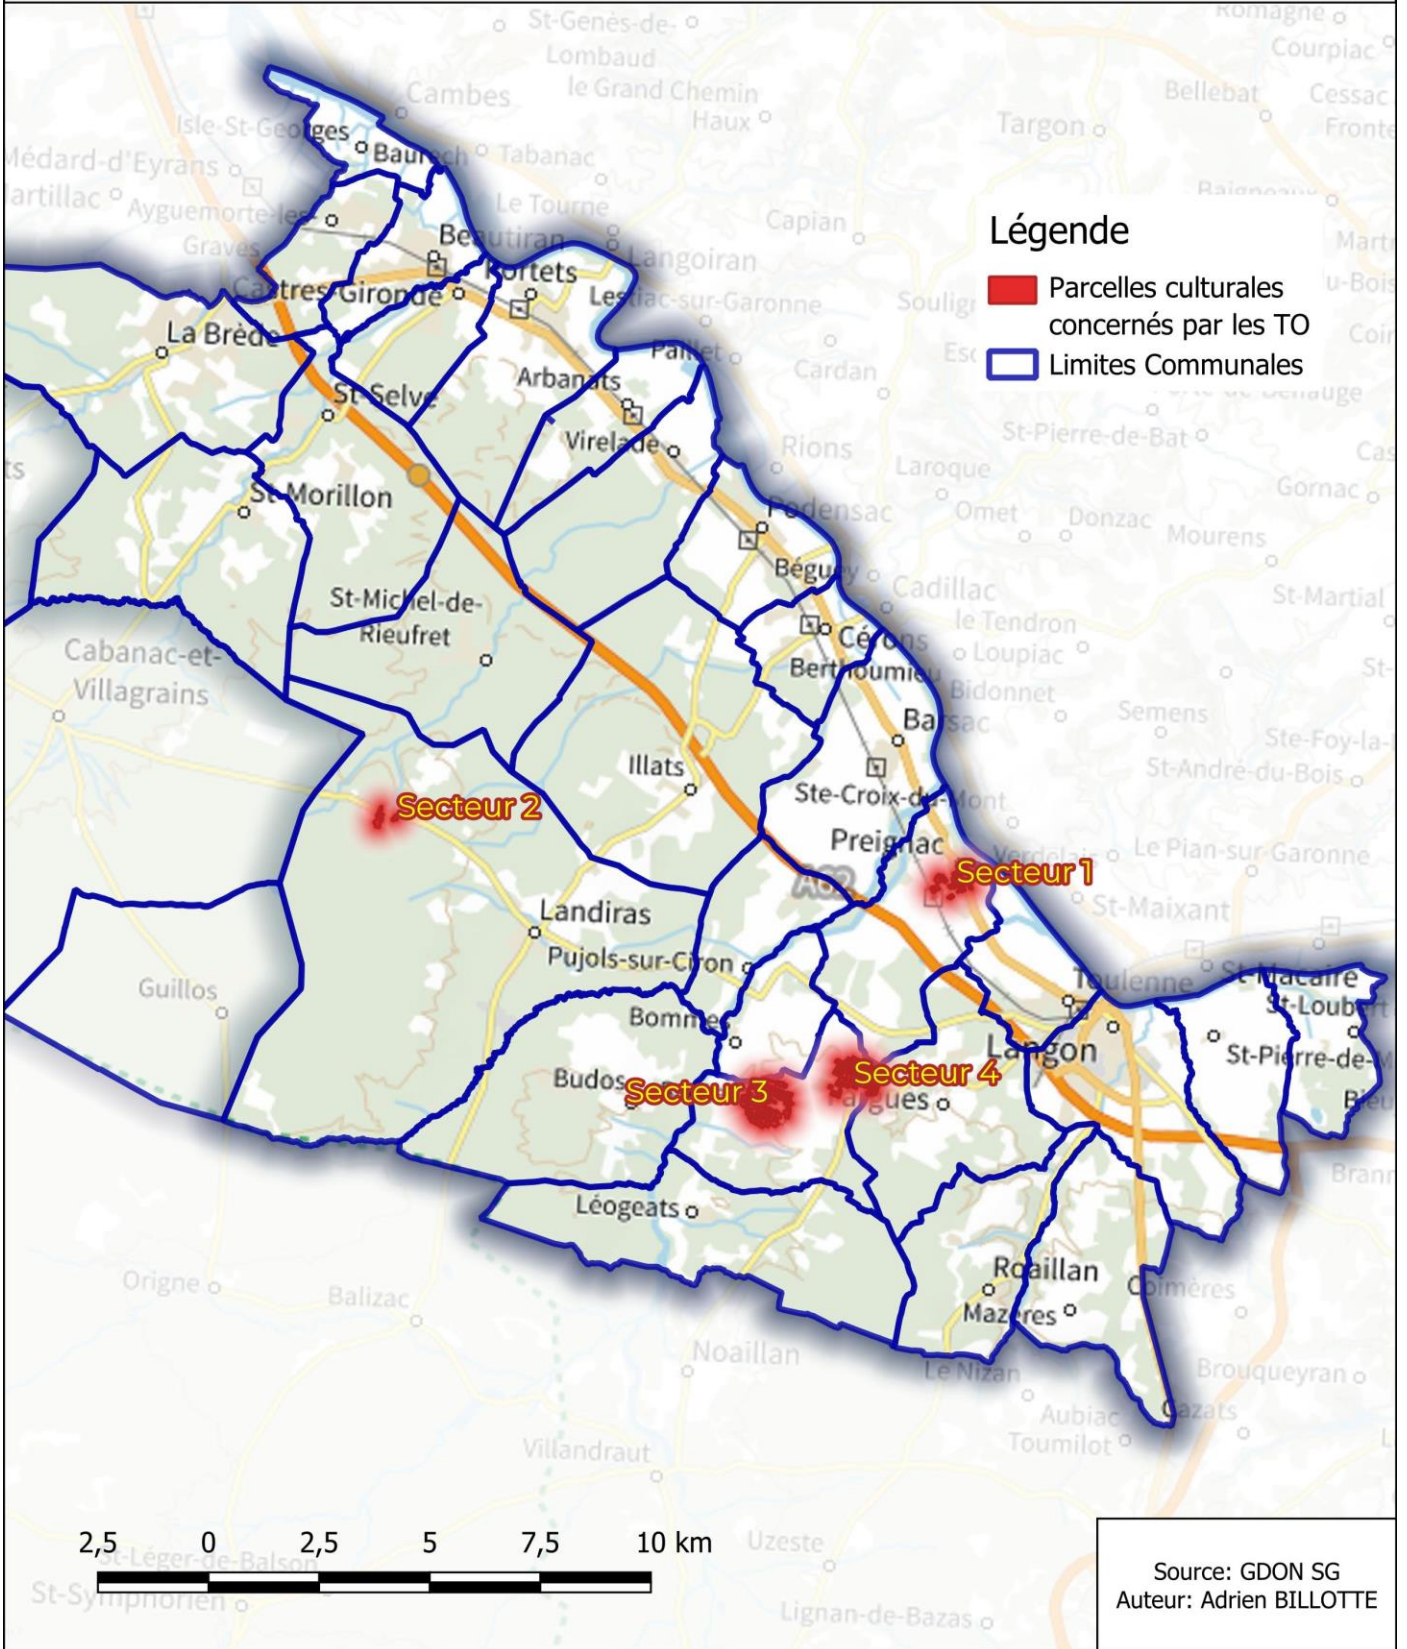 Romagne
St-Genès-de-
Lombaud
Courpiac
le Grand Chemin
Cambes
Bellebat
Cessac
Haux
Targon
Fronte
Isle-St-Georges
Baurech
Tabanac
Médard-d'Eyrans
Martillac
Ayguemorte-les-
Graves
Le Tourne
Capian
Baigneaux
Légende
Beautiran
Langoiran
Portets
Castres-Gironde
Lestiac-sur-Garonne
Parcelles culturales
concernés par les TO
Limites Communales
La Brède
Paillet
Cardan
Arbanats
St-Selve
Virelade
Rions
St-Pierre-de-Bat
Laroque
Gornac
St-Morillon
Podensac
Omet
Donzac
Mourens
Béguey
Cadillac
St-Michel-de-
Rieufret
le Tendron
St-Martial
Cérons
Loupiac
Cabanac-et-
Villagrains
Berthoumieu
Bidonnet
Barsac
Semens
Illats
St-André-du-Bois
Ste-Croix-du-Mont
Secteur 2
Preignac
Verdelais
Le Pian-sur-Garonne
Secteur 1
A62
St-Maixant
Landiras
Pujols-sur-Ciron
Toulenne
St-Macaire
Guillos
St-Loubert
Bommes
Langon
St-Pierre-de-M
Budos
Secteur 3
Secteur 4
Bieu
Léogeats
Roaillan
Origne
Balizac
Coimères
Mazères
Noaillan
Le Nizan
Brouqueyran
Cazats
Aubiac
Toumilot
Villandraut
2,5 0 2,5 5 7,5 10 km
Uzeste
St-Léger-de-Balson
St-Symphorien
Lignan-de-Bazas
Source: GDON SG
Auteur: Adrien BILLOTTE